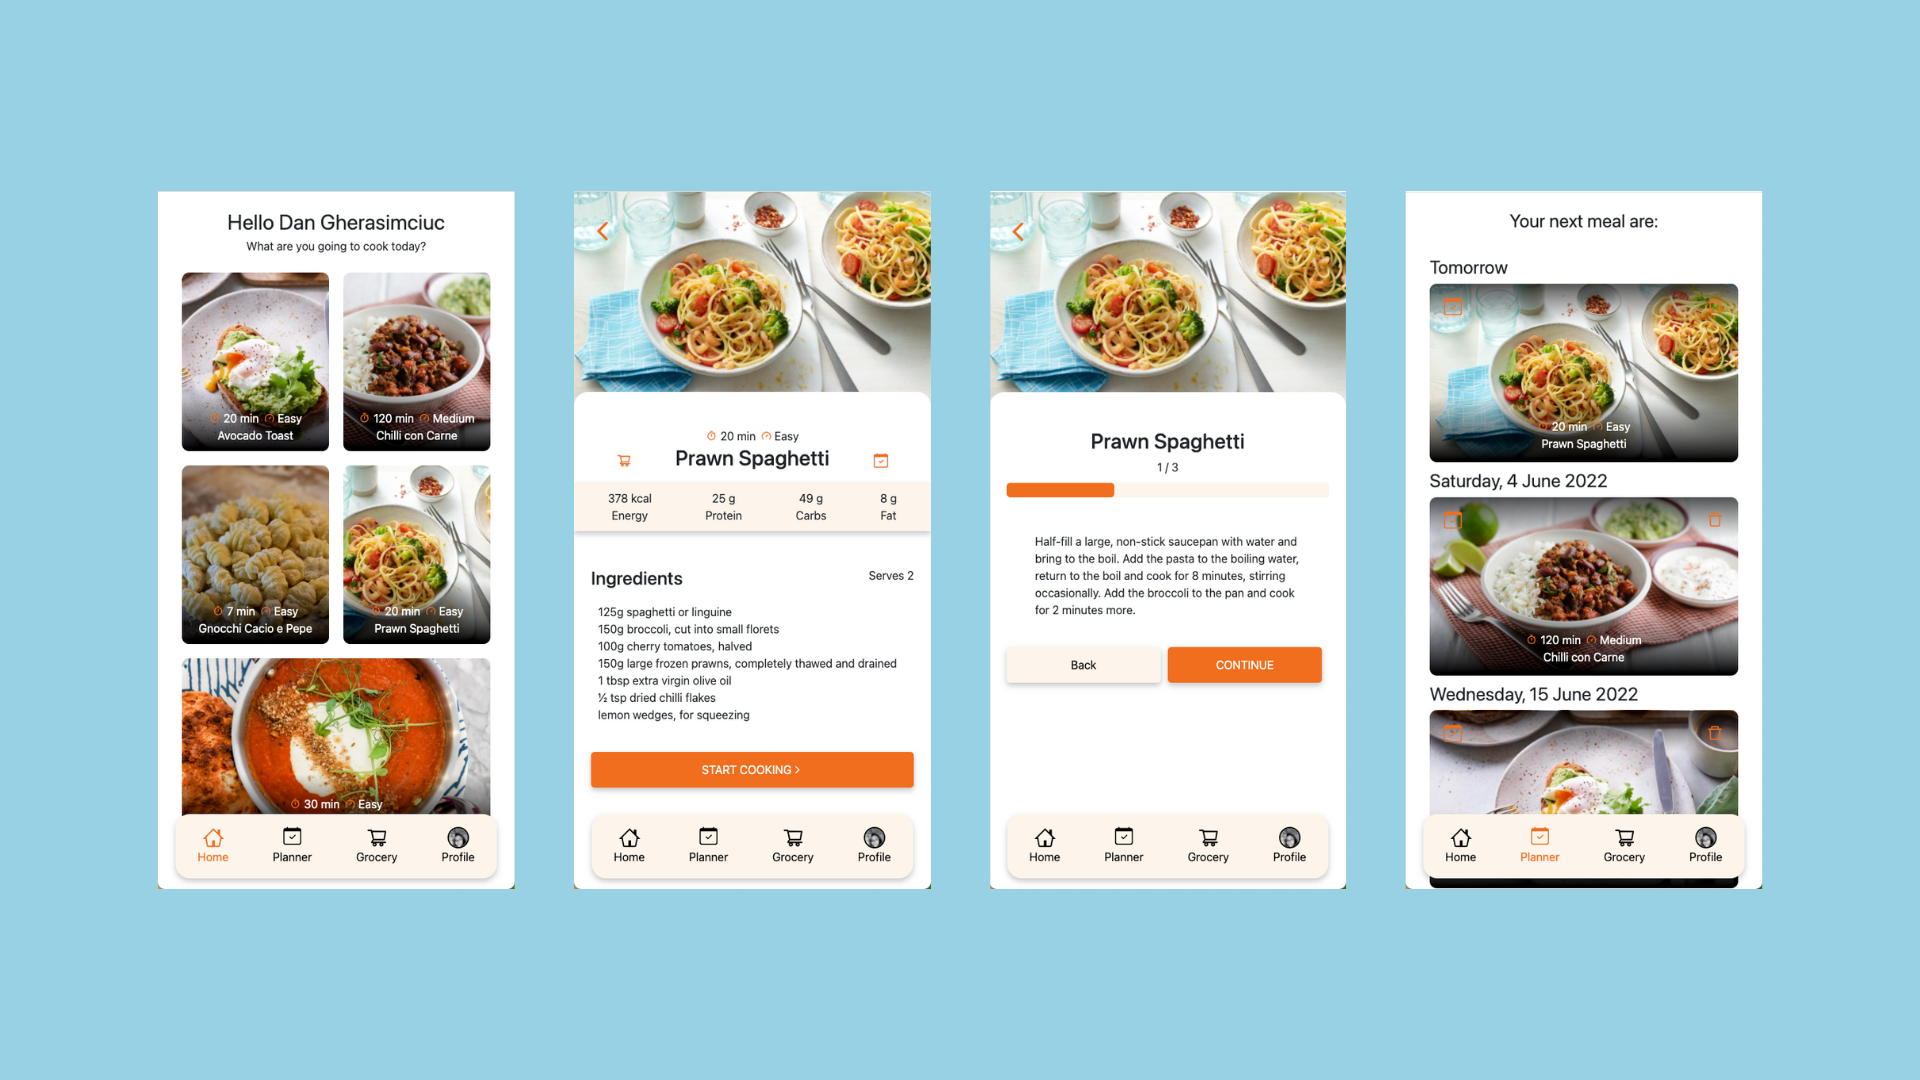 Hello Dan Gherasimciuc
What are you going to cook today?
20 min Easy
Avocado Toast
120 min Medium
Chilli con Carne
7 min Easy
Gnocchi Cacio e Pepe
20 min Easy
Prawn Spaghetti
30 min Easy
Home Planner Grocery Profile
20 min Easy
Prawn Spaghetti
378 kcal 25 g 49 g 8 g
Energy Protein Carbs Fat
Ingredients Serves 2
125g spaghetti or linguine
150g broccoli, cut into small florets
100g cherry tomatoes, halved
150g large frozen prawns, completely thawed and drained
1 tbsp extra virgin olive oil
½ tsp dried chilli flakes
lemon wedges, for squeezing
START COOKING >
Home Planner Grocery Profile
Prawn Spaghetti
1 / 3
Half-fill a large, non-stick saucepan with water and
bring to the boil. Add the pasta to the boiling water,
return to the boil and cook for 8 minutes, stirring
occasionally. Add the broccoli to the pan and cook
for 2 minutes more.
Back CONTINUE
Home Planner Grocery Profile
Your next meal are:
Tomorrow
20 min Easy
Prawn Spaghetti
Saturday, 4 June 2022
120 min Medium
Chilli con Carne
Wednesday, 15 June 2022
Home Planner Grocery Profile